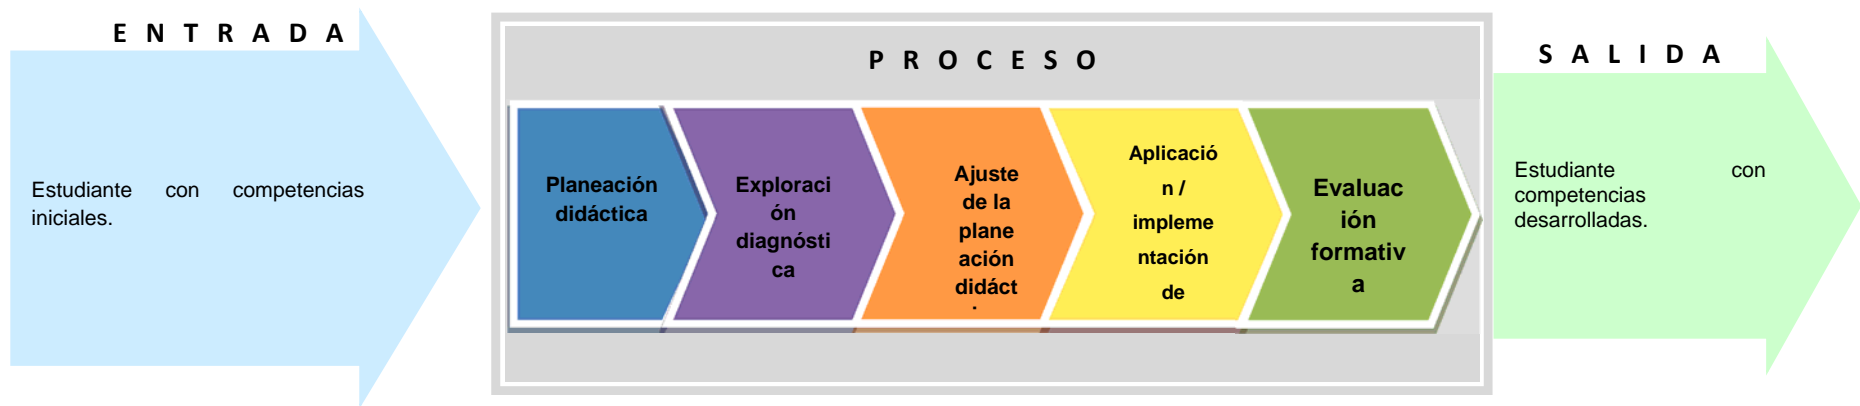 E N T R A D A
Estudiante con competencias
iniciales.
P R O C E S O
Planeación
didáctica
Exploraci
ón
diagnósti
ca
Ajuste
de la
plane
ación
didáct
Aplicació
n /
impleme
ntación
de
Evaluac
ión
formativ
a
S A L I D A
Estudiante con
competencias
desarrolladas.